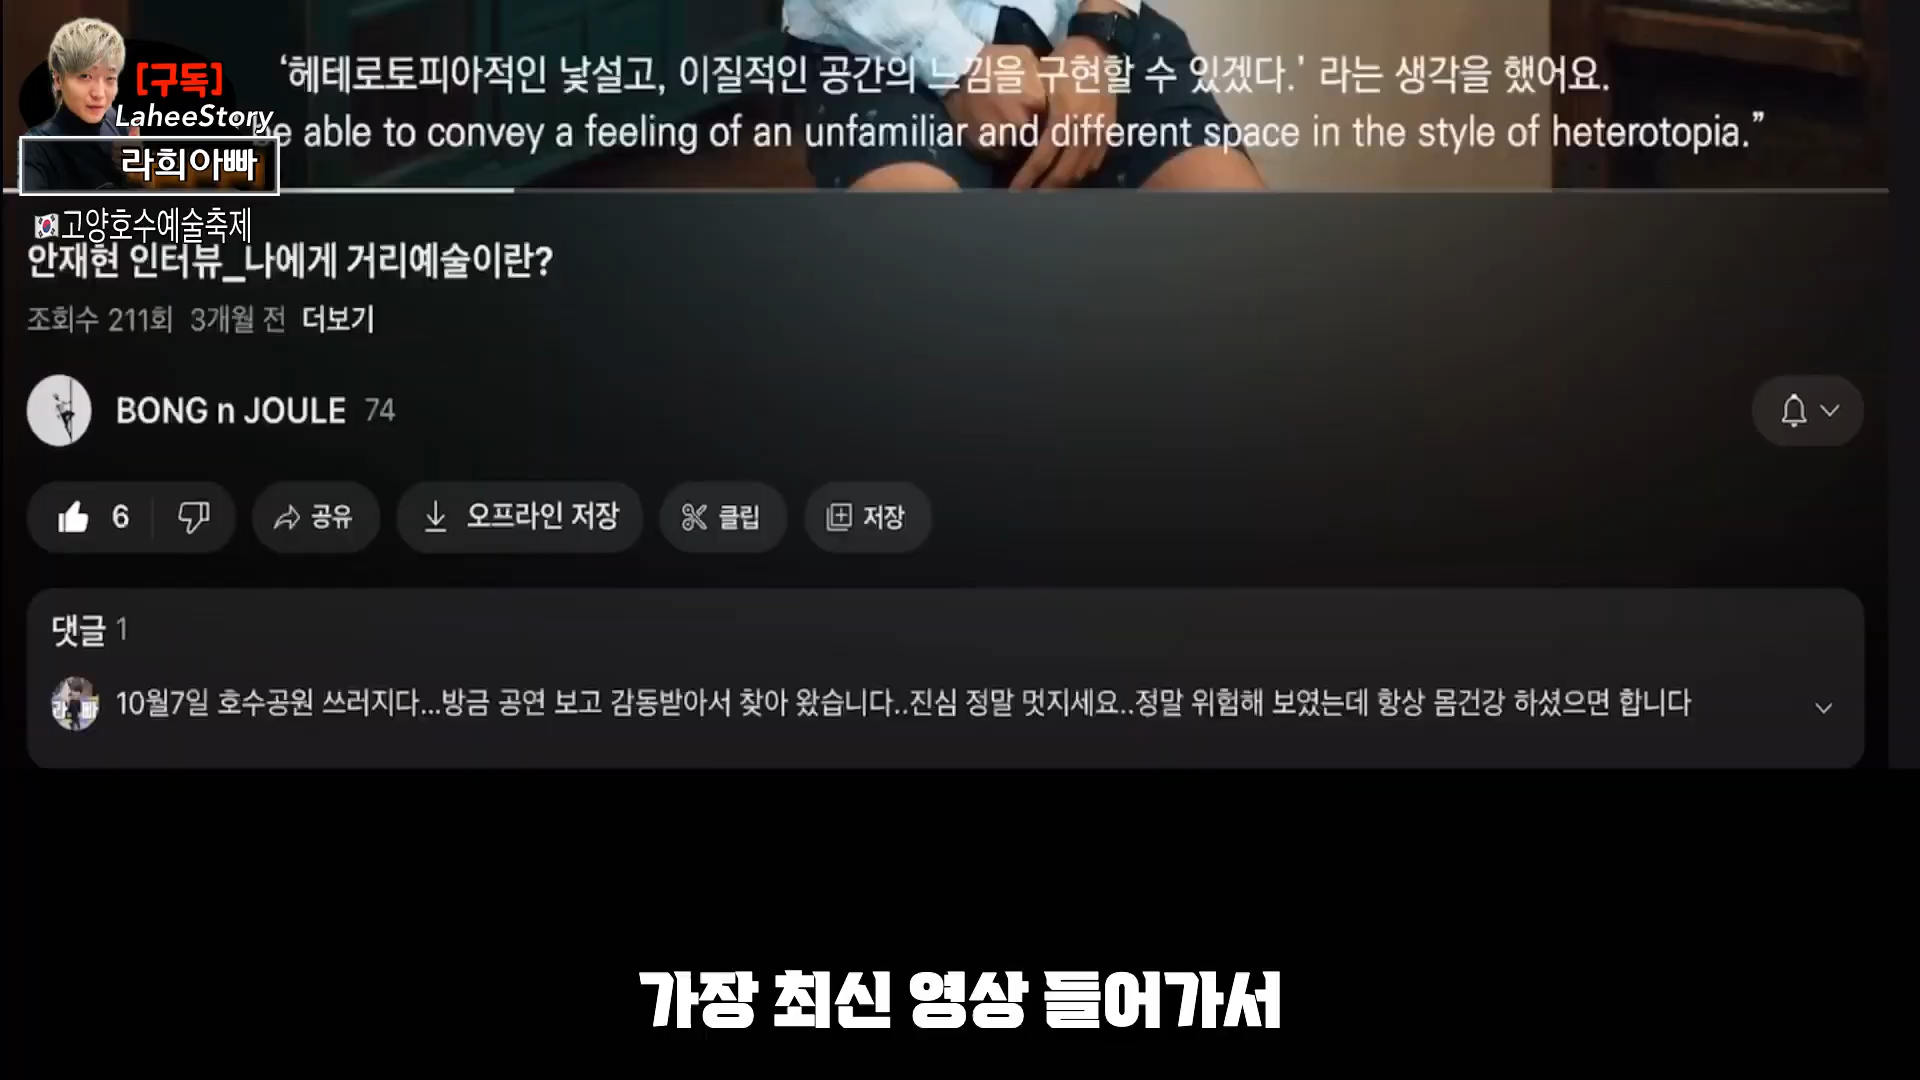 [구독]
LaheeStory
라희아빠
🇰🇷고양호수예술축제
‘헤테로토피아적인 낯설고, 이질적인 공간의 느낌을 구현할 수 있겠다.' 라는 생각을 했어요.
be able to convey a feeling of an unfamiliar and different space in the style of heterotopia.”
안재현 인터뷰_나에게 거리예술이란?
조회수 211회 3개월 전 더보기
BONG n JOULE 74
6 공유 오프라인 저장 클립 저장
댓글 1
10월7일 호수공원 쓰러지다...방금 공연 보고 감동받아서 찾아 왔습니다..진심 정말 멋지세요..정말 위험해 보였는데 항상 몸건강 하셨으면 합니다
가장 최신 영상 들어가서